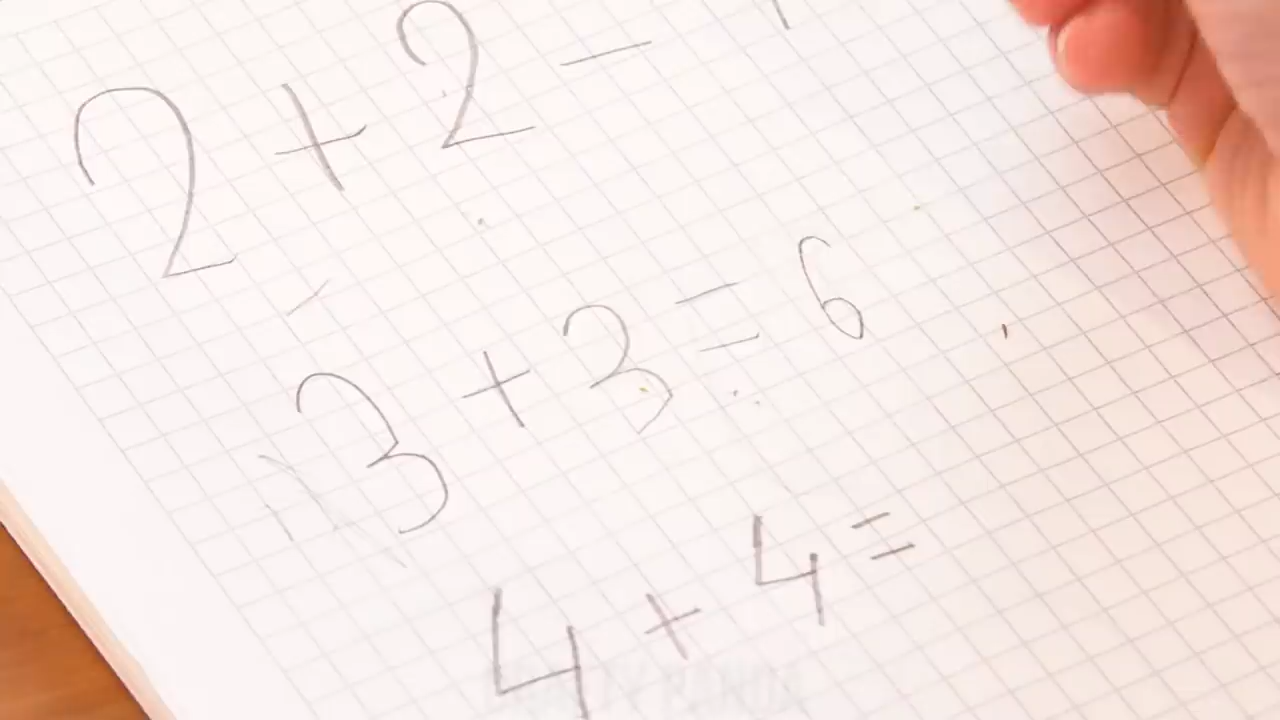 2 + 2 =
3 + 3 = 6
4 + 4 =